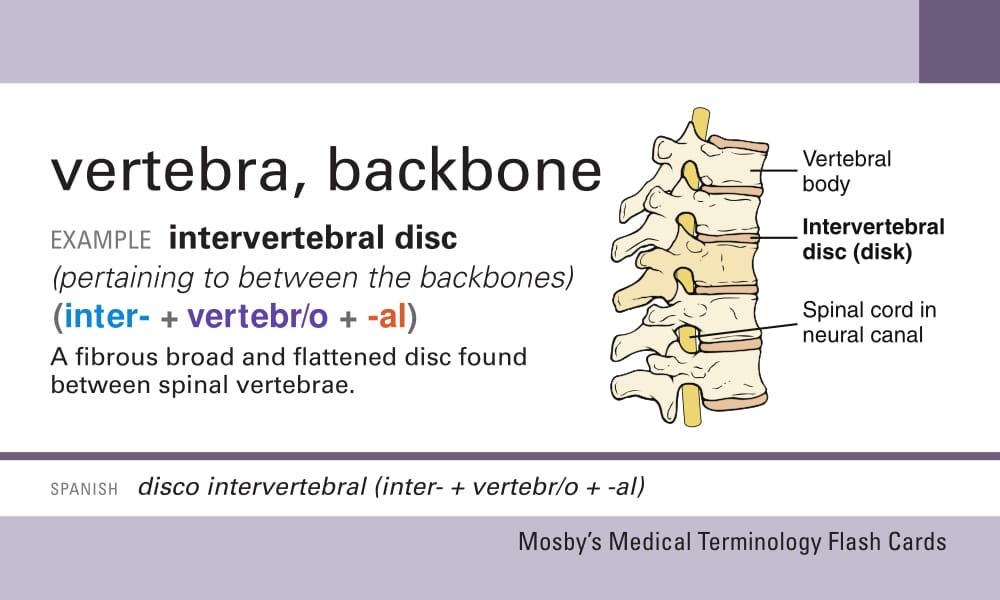 vertebra, backbone
EXAMPLE intervertebral disc
(pertaining to between the backbones)
(inter- + vertebr/o + -al)
A fibrous broad and flattened disc found
between spinal vertebrae.
Vertebral
body
Intervertebral
disc (disk)
Spinal cord in
neural canal
SPANISH disco intervertebral (inter- + vertebr/o + -al)
Mosby’s Medical Terminology Flash Cards